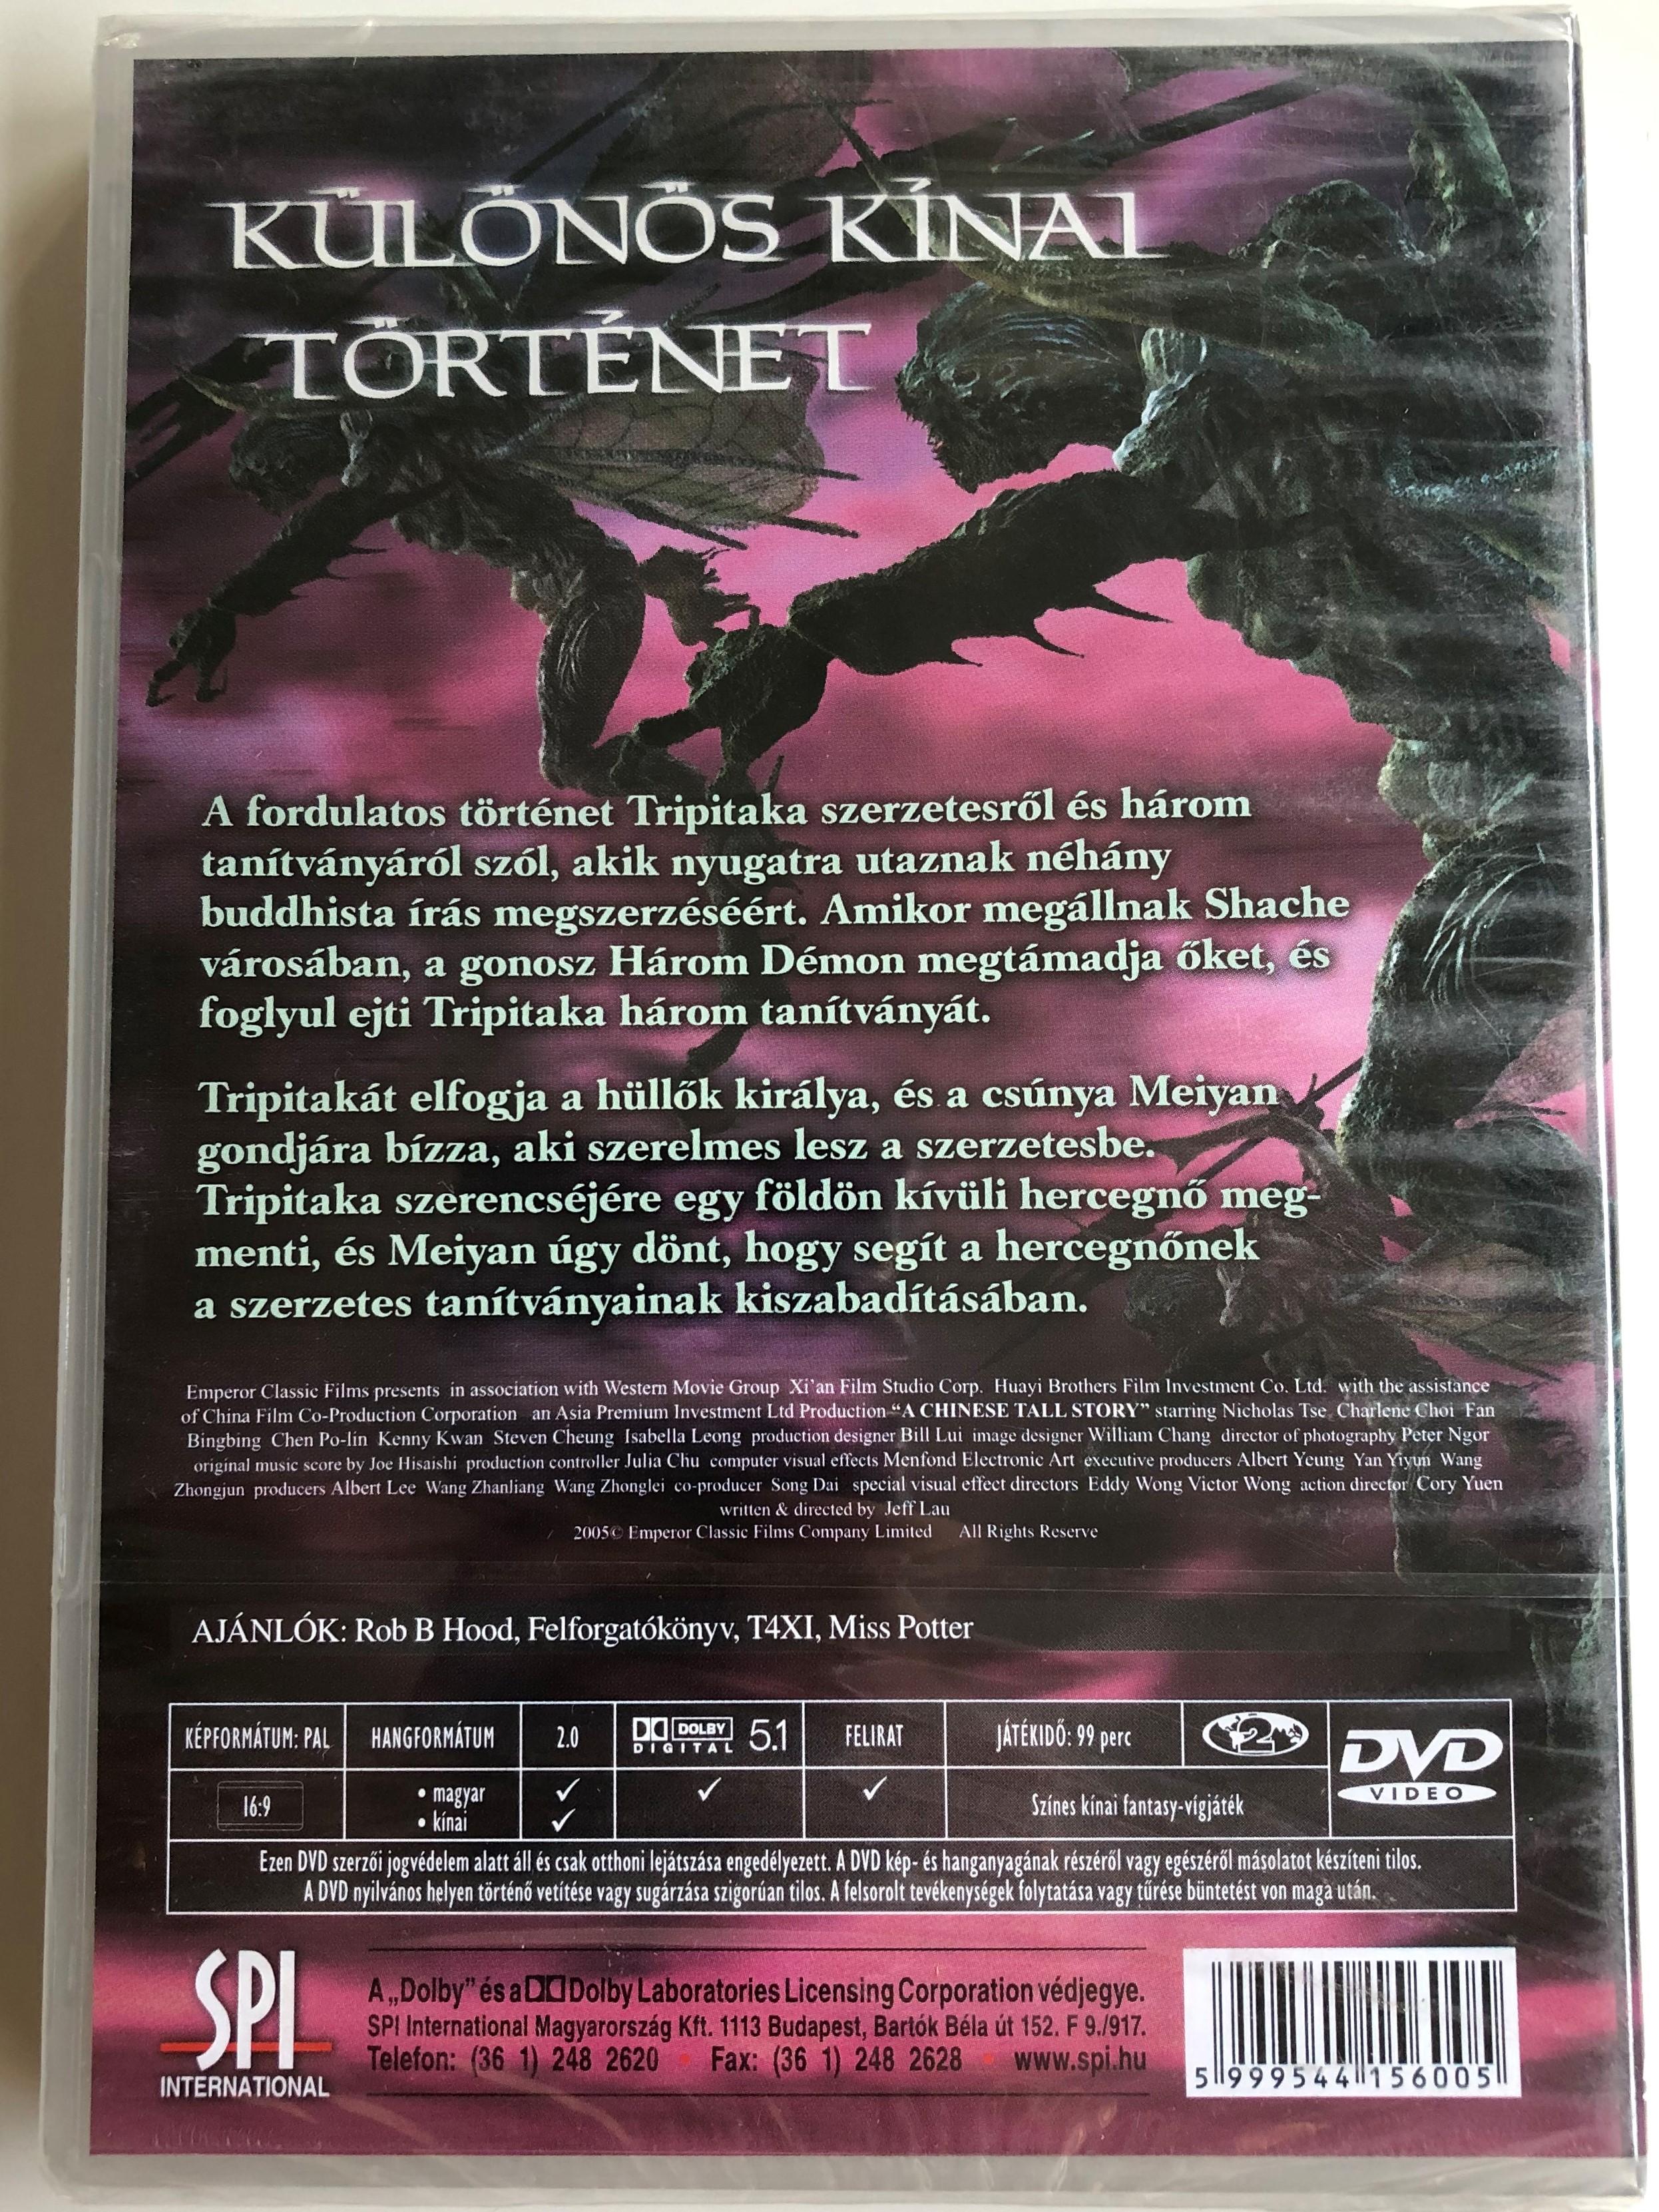 KÜLÖNÖS KÍNAI
TÖRTÉNET
A fordulatos történet Tripitaka szerzetesről és három
tanítványáról szól, akik nyugatra utaznak néhány
buddhista írás megszerzéséért. Amikor megállnak Shache
városában, a gonosz Három Démon megtámadja őket, és
foglyul ejti Tripitaka három tanítványát.
Tripitakát elfogja a hüllők királya, és a csúnya Meiyan
gondjára bízza, aki szerelmes lesz a szerzetesbe.
Tripitaka szerencséjére egy földön kívüli hercegnő meg-
menti, és Meiyan úgy dönt, hogy segít a hercegnőnek
a szerzetes tanítványainak kiszabadításában.
Emperor Classic Films presents in association with Western Movie Group Xi'an Film Studio Corp. Huayi Brothers Film Investment Co. Ltd. with the assistance
of China Film Co-Production Corporation an Asia Premium Investment Ltd Production "A CHINESE TALL STORY" starring Nicholas Tse Charlene Choi Fan
Bingbing Chen Po-lin Kenny Kwan Steven Cheung Isabella Leong production designer Bill Lui image designer William Chang director of photography Peter Ngor
original music score by Joe Hisaishi production controller Julia Chu computer visual effects Menfond Electronic Art executive producers Albert Yeung Yan Yiyun Wang
Zhongjun producers Albert Lee Wang Zhanliang Wang Zhonglei co-producer Song Dai special visual effect directors Eddy Wong Victor Wong action director Cory Yuen
written & directed by Jeff Lau
2005© Emperor Classic Films Company Limited All Rights Reserve
AJÁNLÓK: Rob B Hood, Felforgatókönyv, T4XI, Miss Potter
KÉPFORMÁTUM: PAL HANGFORMÁTUM 2.0 DOLBY DIGITAL 5.1 FELIRAT JÁTÉKIDŐ: 99 perc 2 DVD VIDEO
16:9 • magyar ✓ ✓ ✓ Színes kínai fantasy-vígjáték
• kínai ✓
Ezen DVD szerzői jogvédelem alatt áll és csak otthoni lejátszása engedélyezett. A DVD kép- és hanganyagának részéről vagy egészéről másolatot készíteni tilos.
A DVD nyilvános helyen történő vetítése vagy sugárzása szigorúan tilos. A felsorolt tevékenységek folytatása vagy tűrése büntetést von maga után.
SPI
INTERNATIONAL
A „Dolby" és a Dolby Laboratories Licensing Corporation védjegye.
SPI International Magyarország Kft. 1113 Budapest, Bartók Béla út 152. F 9./917.
Telefon: (36 1) 248 2620 • Fax: (36 1) 248 2628 • www.spi.hu
5 999544 156005